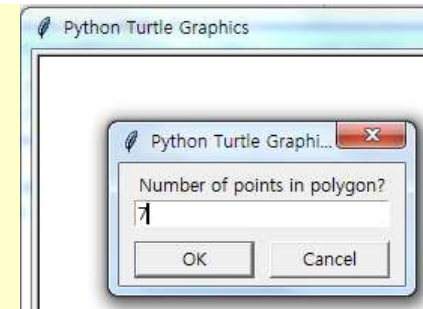 Python Turtle Graphics
Python Turtle Graphi...
Number of points in polygon?
7
OK
Cancel